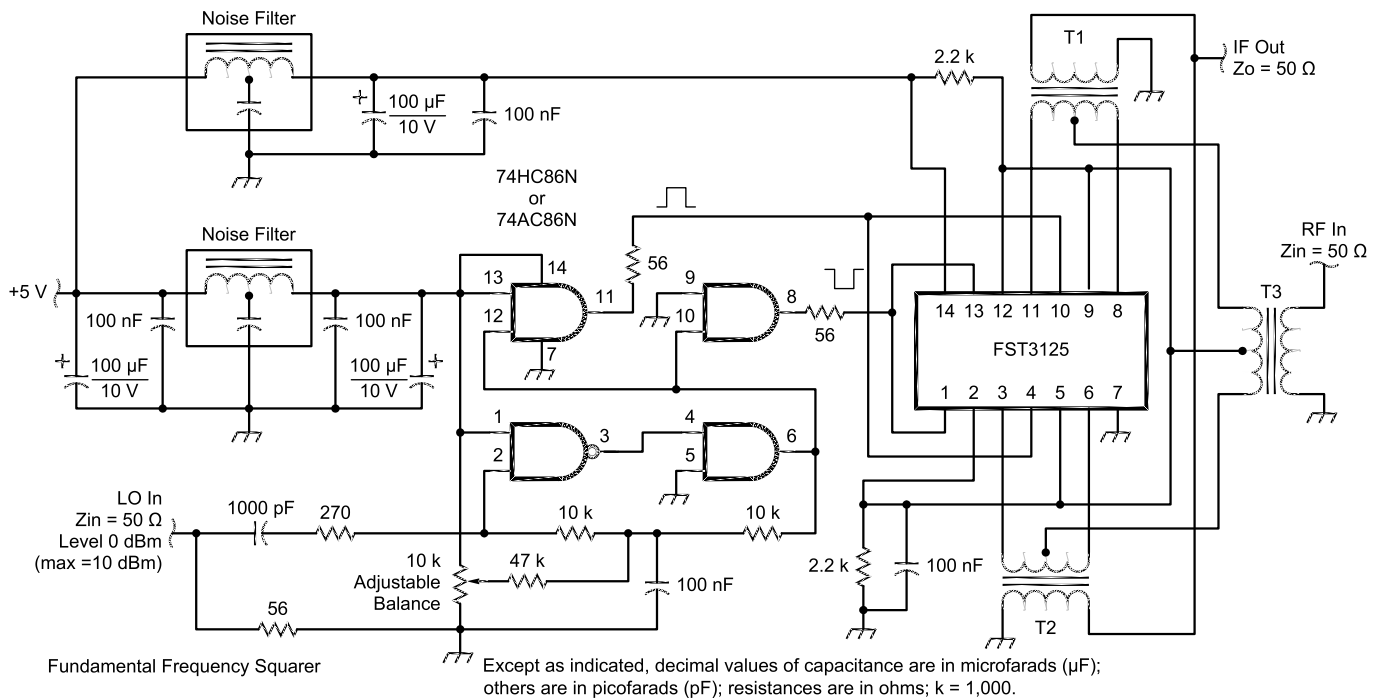 Noise Filter
100 µF
10 V
100 nF
2.2 k
T1
IF Out
Zo = 50 Ω
74HC86N
or
74AC86N
Noise Filter
+5 V
100 nF
100 µF
10 V
100 nF
100 µF
10 V
13
14
12
11
7
56
9
10
8
56
14 13 12 11 10 9 8
FST3125
1 2 3 4 5 6 7
RF In
Zin = 50 Ω
T3
1
2
3
4
5
6
LO In
Zin = 50 Ω
Level 0 dBm
(max =10 dBm)
1000 pF
270
10 k
10 k
10 k
Adjustable
Balance
47 k
100 nF
56
2.2 k
100 nF
T2
Fundamental Frequency Squarer
Except as indicated, decimal values of capacitance are in microfarads (µF);
others are in picofarads (pF); resistances are in ohms; k = 1,000.